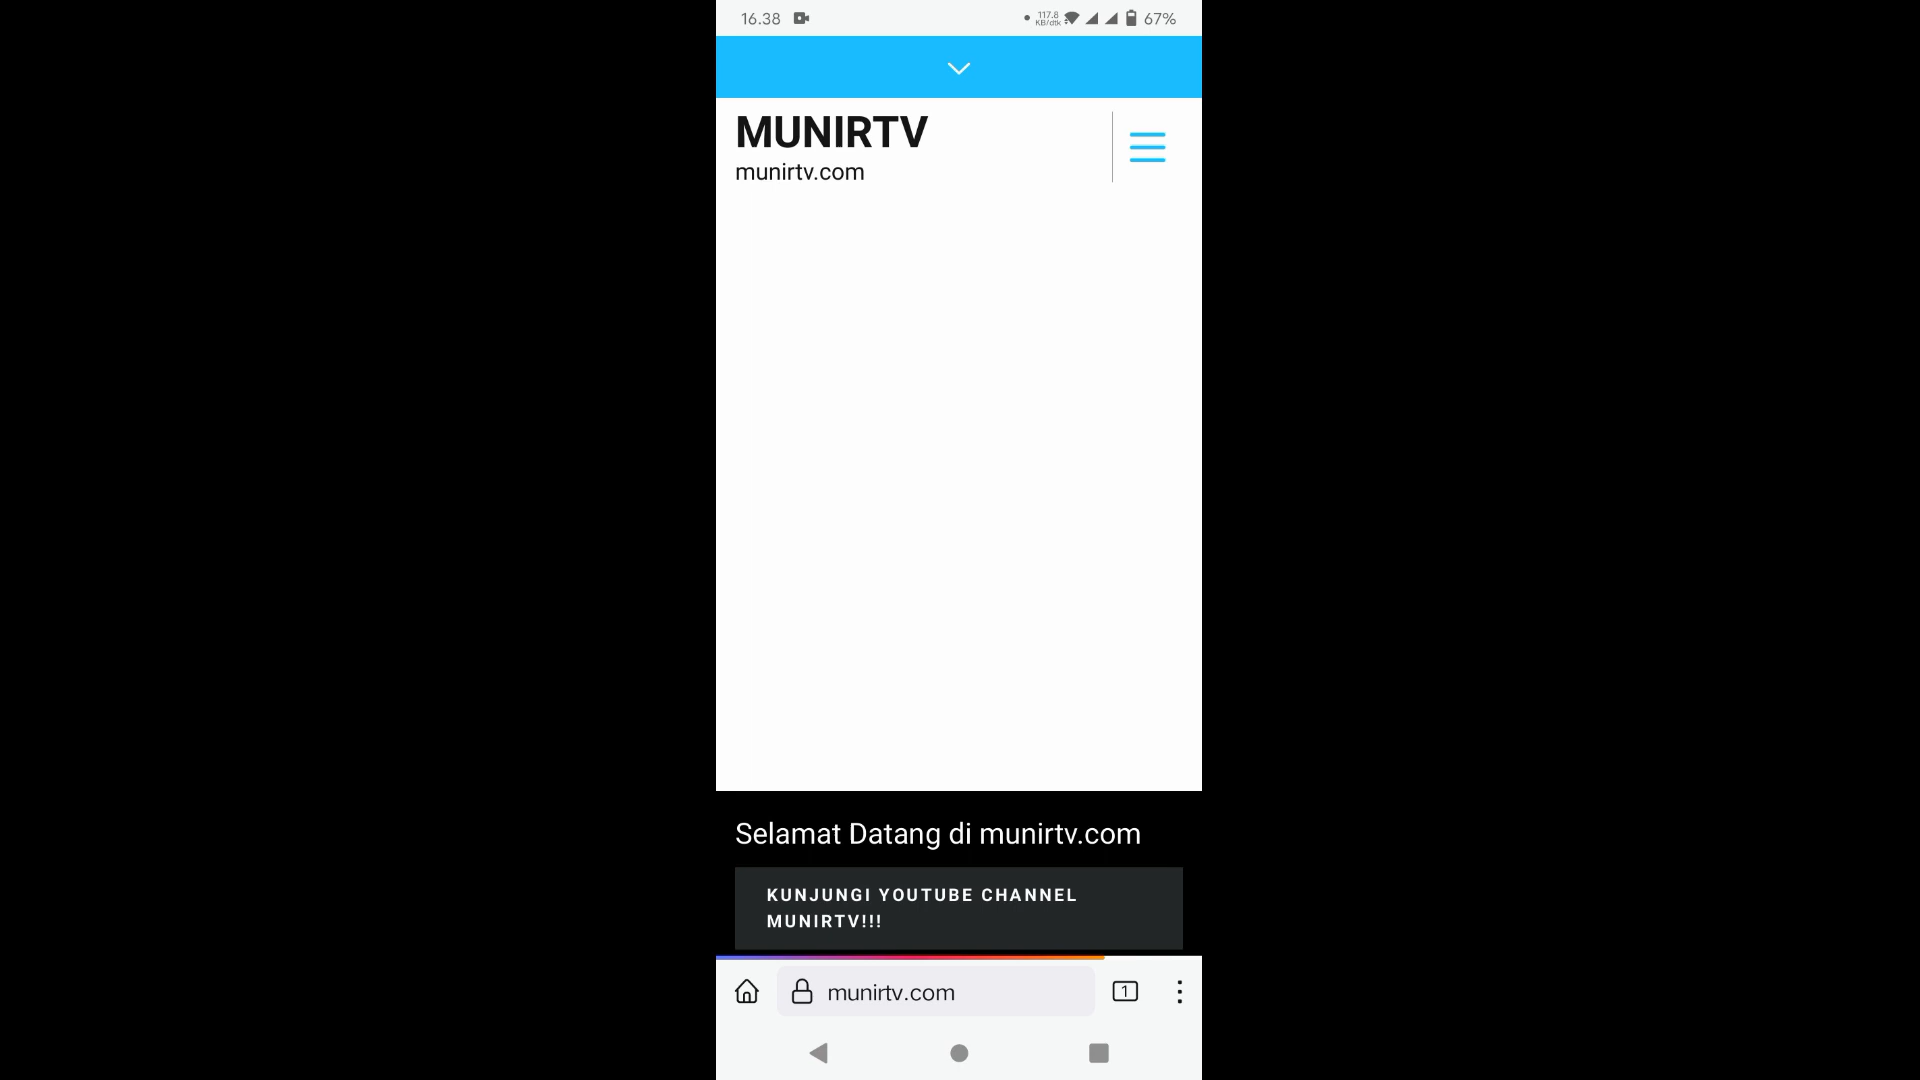 16.38
117.8
KB/dtk
67%
MUNIRTV
munirtv.com
Selamat Datang di munirtv.com
KUNJUNGI YOUTUBE CHANNEL
MUNIRTV!!!
munirtv.com
1